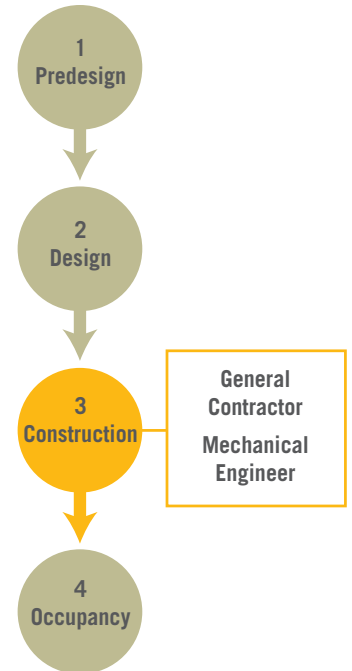 1
Predesign
2
Design
3
Construction
General
Contractor
Mechanical
Engineer
4
Occupancy